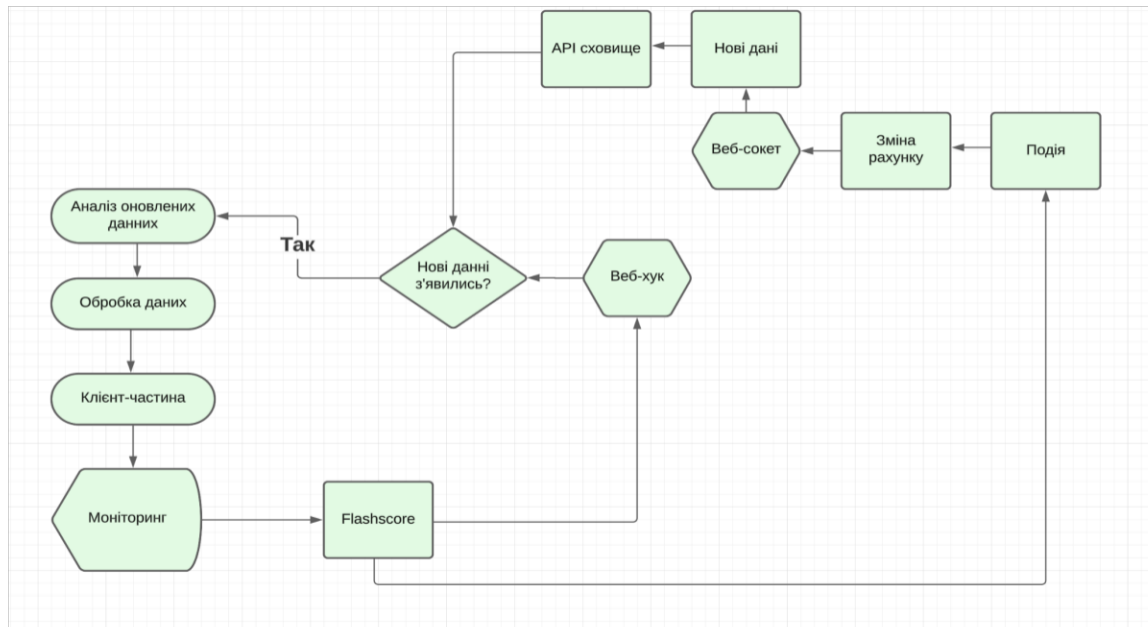 API сховище
Нові дані
Веб-сокет
Зміна
рахунку
Подія
Аналіз оновлених
данних
Так
Нові данні
з'явились?
Веб-хук
Обробка даних
Клієнт-частина
Моніторинг
Flashscore